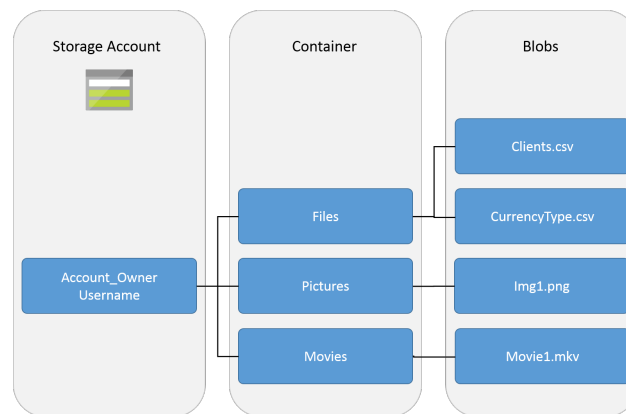 Storage Account
Container
Blobs
Clients.csv
Files
CurrencyType.csv
Account_Owner
Username
Pictures
Img1.png
Movies
Movie1.mkv